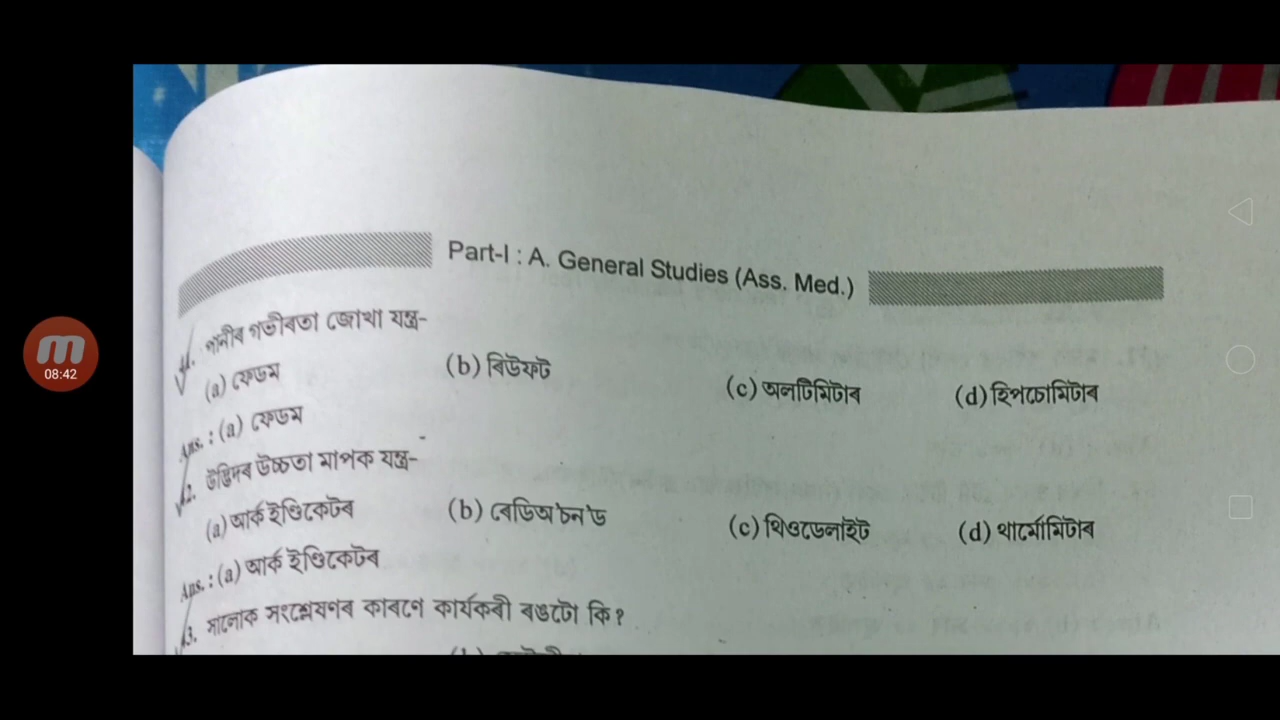 Part-I : A. General Studies (Ass. Med.)
1. পানীৰ গভীৰতা জোখা যন্ত্ৰ-
(a) ফেডম (b) ৰিউফট (c) অলটিমিটাৰ (d) হিপচোমিটাৰ
Ans. : (a) ফেডম
2. উদ্ভিদৰ উচ্চতা মাপক যন্ত্ৰ-
(a) আৰ্ক ইণ্ডিকেটৰ (b) ৰেডিঅ'চন'ড (c) থিওডেলাইট (d) থাৰ্মোমিটাৰ
Ans. : (a) আৰ্ক ইণ্ডিকেটৰ
3. সালোক সংশ্লেষণৰ কাৰণে কাৰ্যকৰী ৰঙটো কি?
08:42